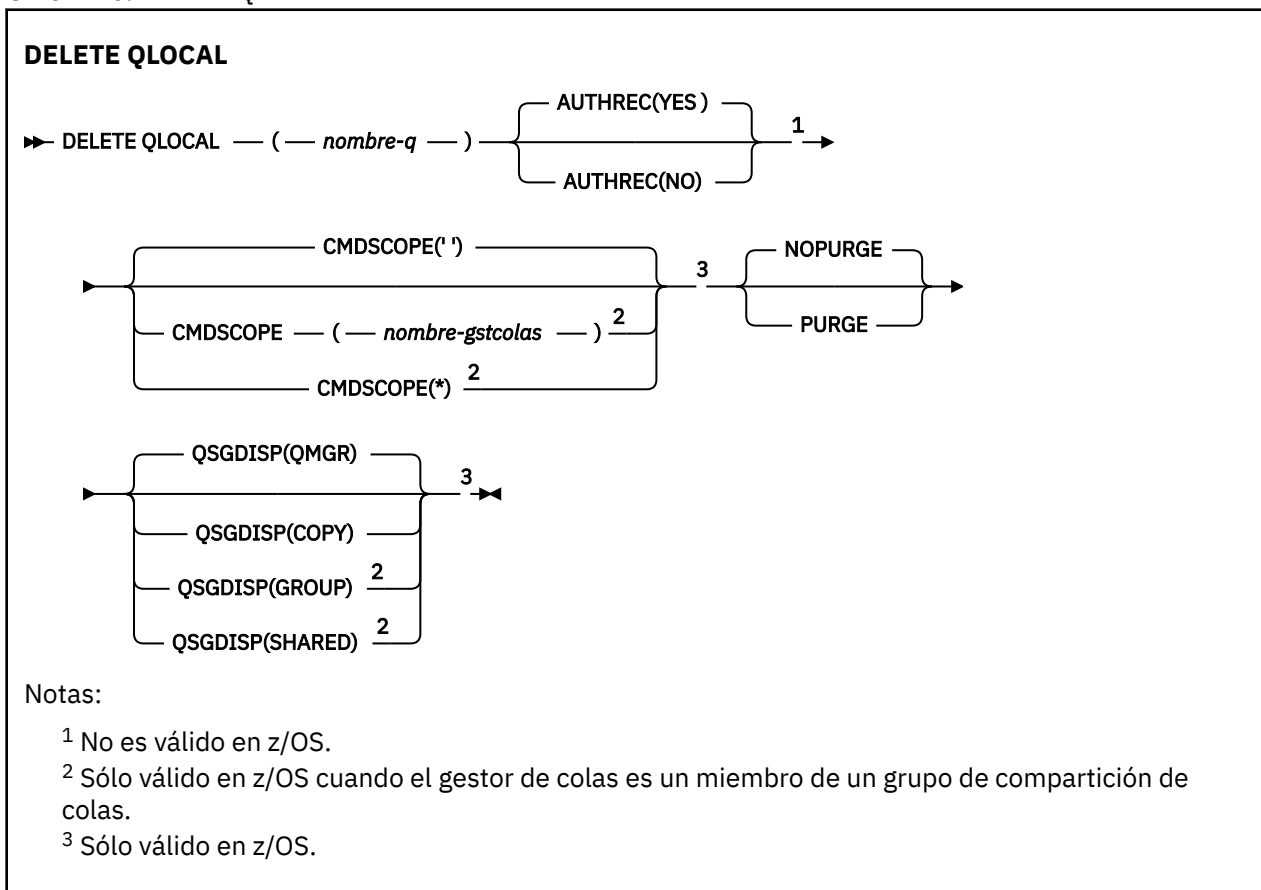 DELETE QLOCAL
AUTHREC(YES )
DELETE QLOCAL ( nombre-q ) 1
AUTHREC(NO)
CMDSCOPE(' ') NOPURGE
3
CMDSCOPE ( nombre-gstcolas ) 2 PURGE
CMDSCOPE(*) 2
QSGDISP(QMGR)
3
QSGDISP(COPY)
QSGDISP(GROUP) 2
QSGDISP(SHARED) 2
Notas:
1 No es válido en z/OS.
2 Sólo válido en z/OS cuando el gestor de colas es un miembro de un grupo de compartición de
colas.
3 Sólo válido en z/OS.